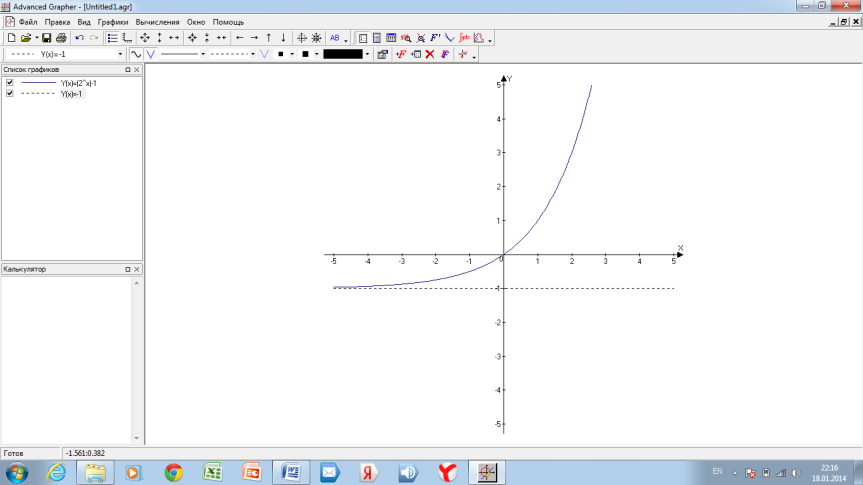 Advanced Grapher - [Untitled1.agr]
Файл Правка Вид Графики Вычисления Окно Помощь
Y(x)=-1
Список графиков
Y(x)=(2^x)-1
Y(x)=-1
Калькулятор
Y
5
4
3
2
1
X
-5 -4 -3 -2 -1 0 1 2 3 4 5
-1
-2
-3
-4
-5
Готово -1.561:0.382
EN 22:16
18.01.2014